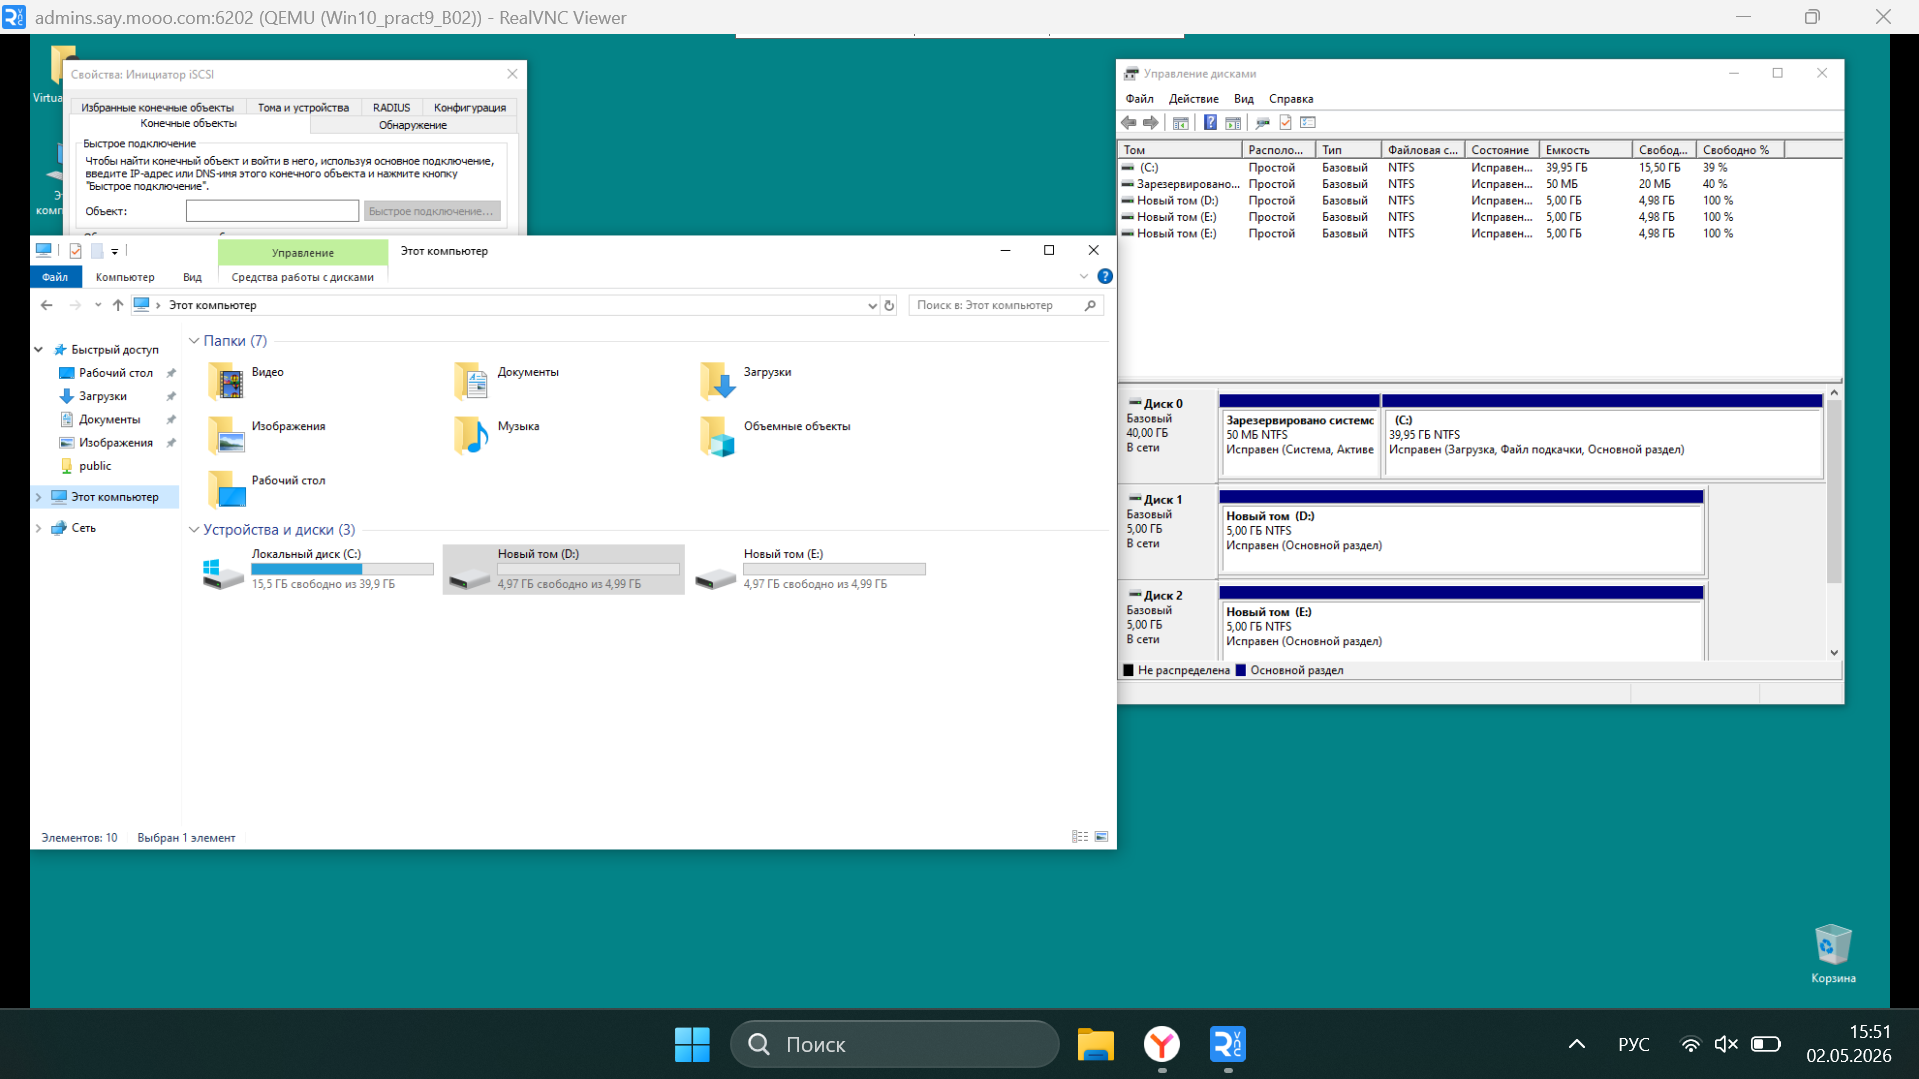 admins.say.mooo.com:6202 (QEMU (Win10_pract9_B02)) - RealVNC Viewer
Virtua
Свойства: Инициатор iSCSI
Избранные конечные объекты
Тома и устройства
RADIUS
Конфигурация
Конечные объекты
Обнаружение
Быстрое подключение
Чтобы найти конечный объект и войти в него, используя основное подключение,
введите IP-адрес или DNS-имя этого конечного объекта и нажмите кнопку
"Быстрое подключение".
Объект:
Быстрое подключение...
Управление
Этот компьютер
Файл
Компьютер
Вид
Средства работы с дисками
Этот компьютер
Поиск в: Этот компьютер
Быстрый доступ
Рабочий стол
Загрузки
Документы
Изображения
public
Этот компьютер
Сеть
Папки (7)
Видео
Документы
Загрузки
Изображения
Музыка
Объемные объекты
Рабочий стол
Устройства и диски (3)
Локальный диск (C:)
15,5 ГБ свободно из 39,9 ГБ
Новый том (D:)
4,97 ГБ свободно из 4,99 ГБ
Новый том (E:)
4,97 ГБ свободно из 4,99 ГБ
Элементов: 10
Выбран 1 элемент
Управление дисками
Файл Действие Вид Справка
Том Располо... Тип Файловая с... Состояние Емкость Свобод... Свободно %
(C:) Простой Базовый NTFS Исправен... 39,95 ГБ 15,50 ГБ 39 %
Зарезервировано... Простой Базовый NTFS Исправен... 50 МБ 20 МБ 40 %
Новый том (D:) Простой Базовый NTFS Исправен... 5,00 ГБ 4,98 ГБ 100 %
Новый том (E:) Простой Базовый NTFS Исправен... 5,00 ГБ 4,98 ГБ 100 %
Новый том (E:) Простой Базовый NTFS Исправен... 5,00 ГБ 4,98 ГБ 100 %
Диск 0
Базовый
40,00 ГБ
В сети
Зарезервировано системс
50 МБ NTFS
Исправен (Система, Активе
(C:)
39,95 ГБ NTFS
Исправен (Загрузка, Файл подкачки, Основной раздел)
Диск 1
Базовый
5,00 ГБ
В сети
Новый том (D:)
5,00 ГБ NTFS
Исправен (Основной раздел)
Диск 2
Базовый
5,00 ГБ
В сети
Новый том (E:)
5,00 ГБ NTFS
Исправен (Основной раздел)
Не распределена
Основной раздел
Корзина
Поиск
РУС
15:51
02.05.2026